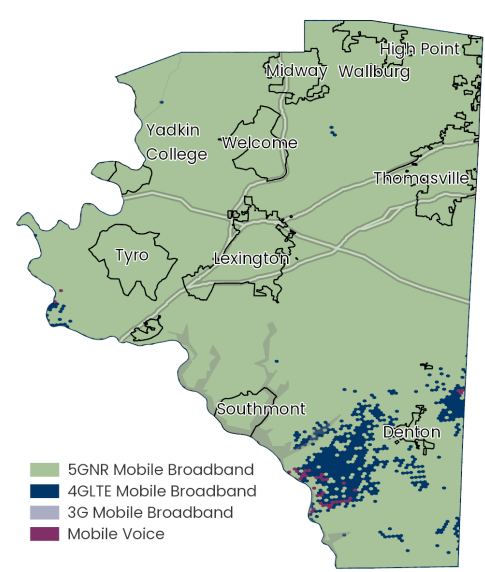 High Point
Midway
Wallburg
Yadkin
College
Welcome
Thomasville
Tyro
Lexington
Southmont
Denton
5GNR Mobile Broadband
4GLTE Mobile Broadband
3G Mobile Broadband
Mobile Voice